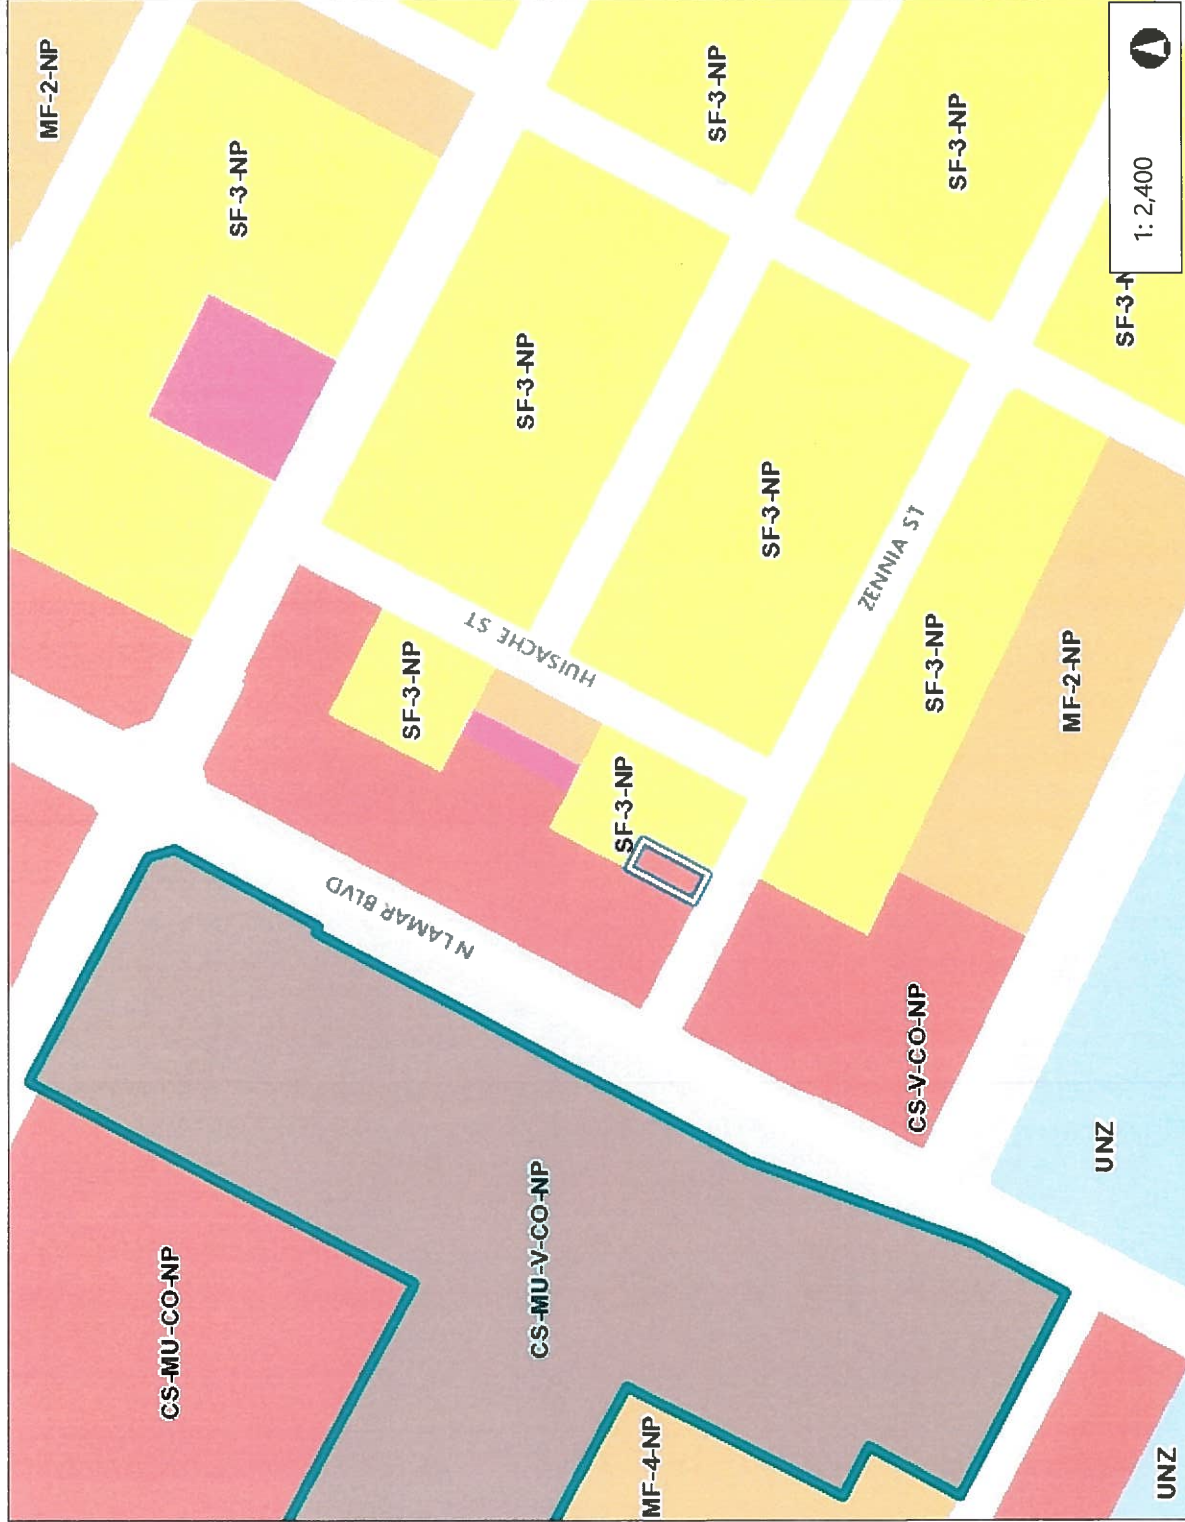 MF-2-NP
CS-MU-CO-NP
SF-3-NP
N LAMAR BLVD
SF-3-NP
SF-3-NP
HUISACHE ST
CS-MU-V-CO-NP
SF-3-NP
MF-4-NP
SF-3-NP
SF-3-NP
ZENNIA ST
CS-V-CO-NP
SF-3-NP
SF-3-NP
MF-2-NP
UNZ
SF-3-N
1: 2,400
UNZ